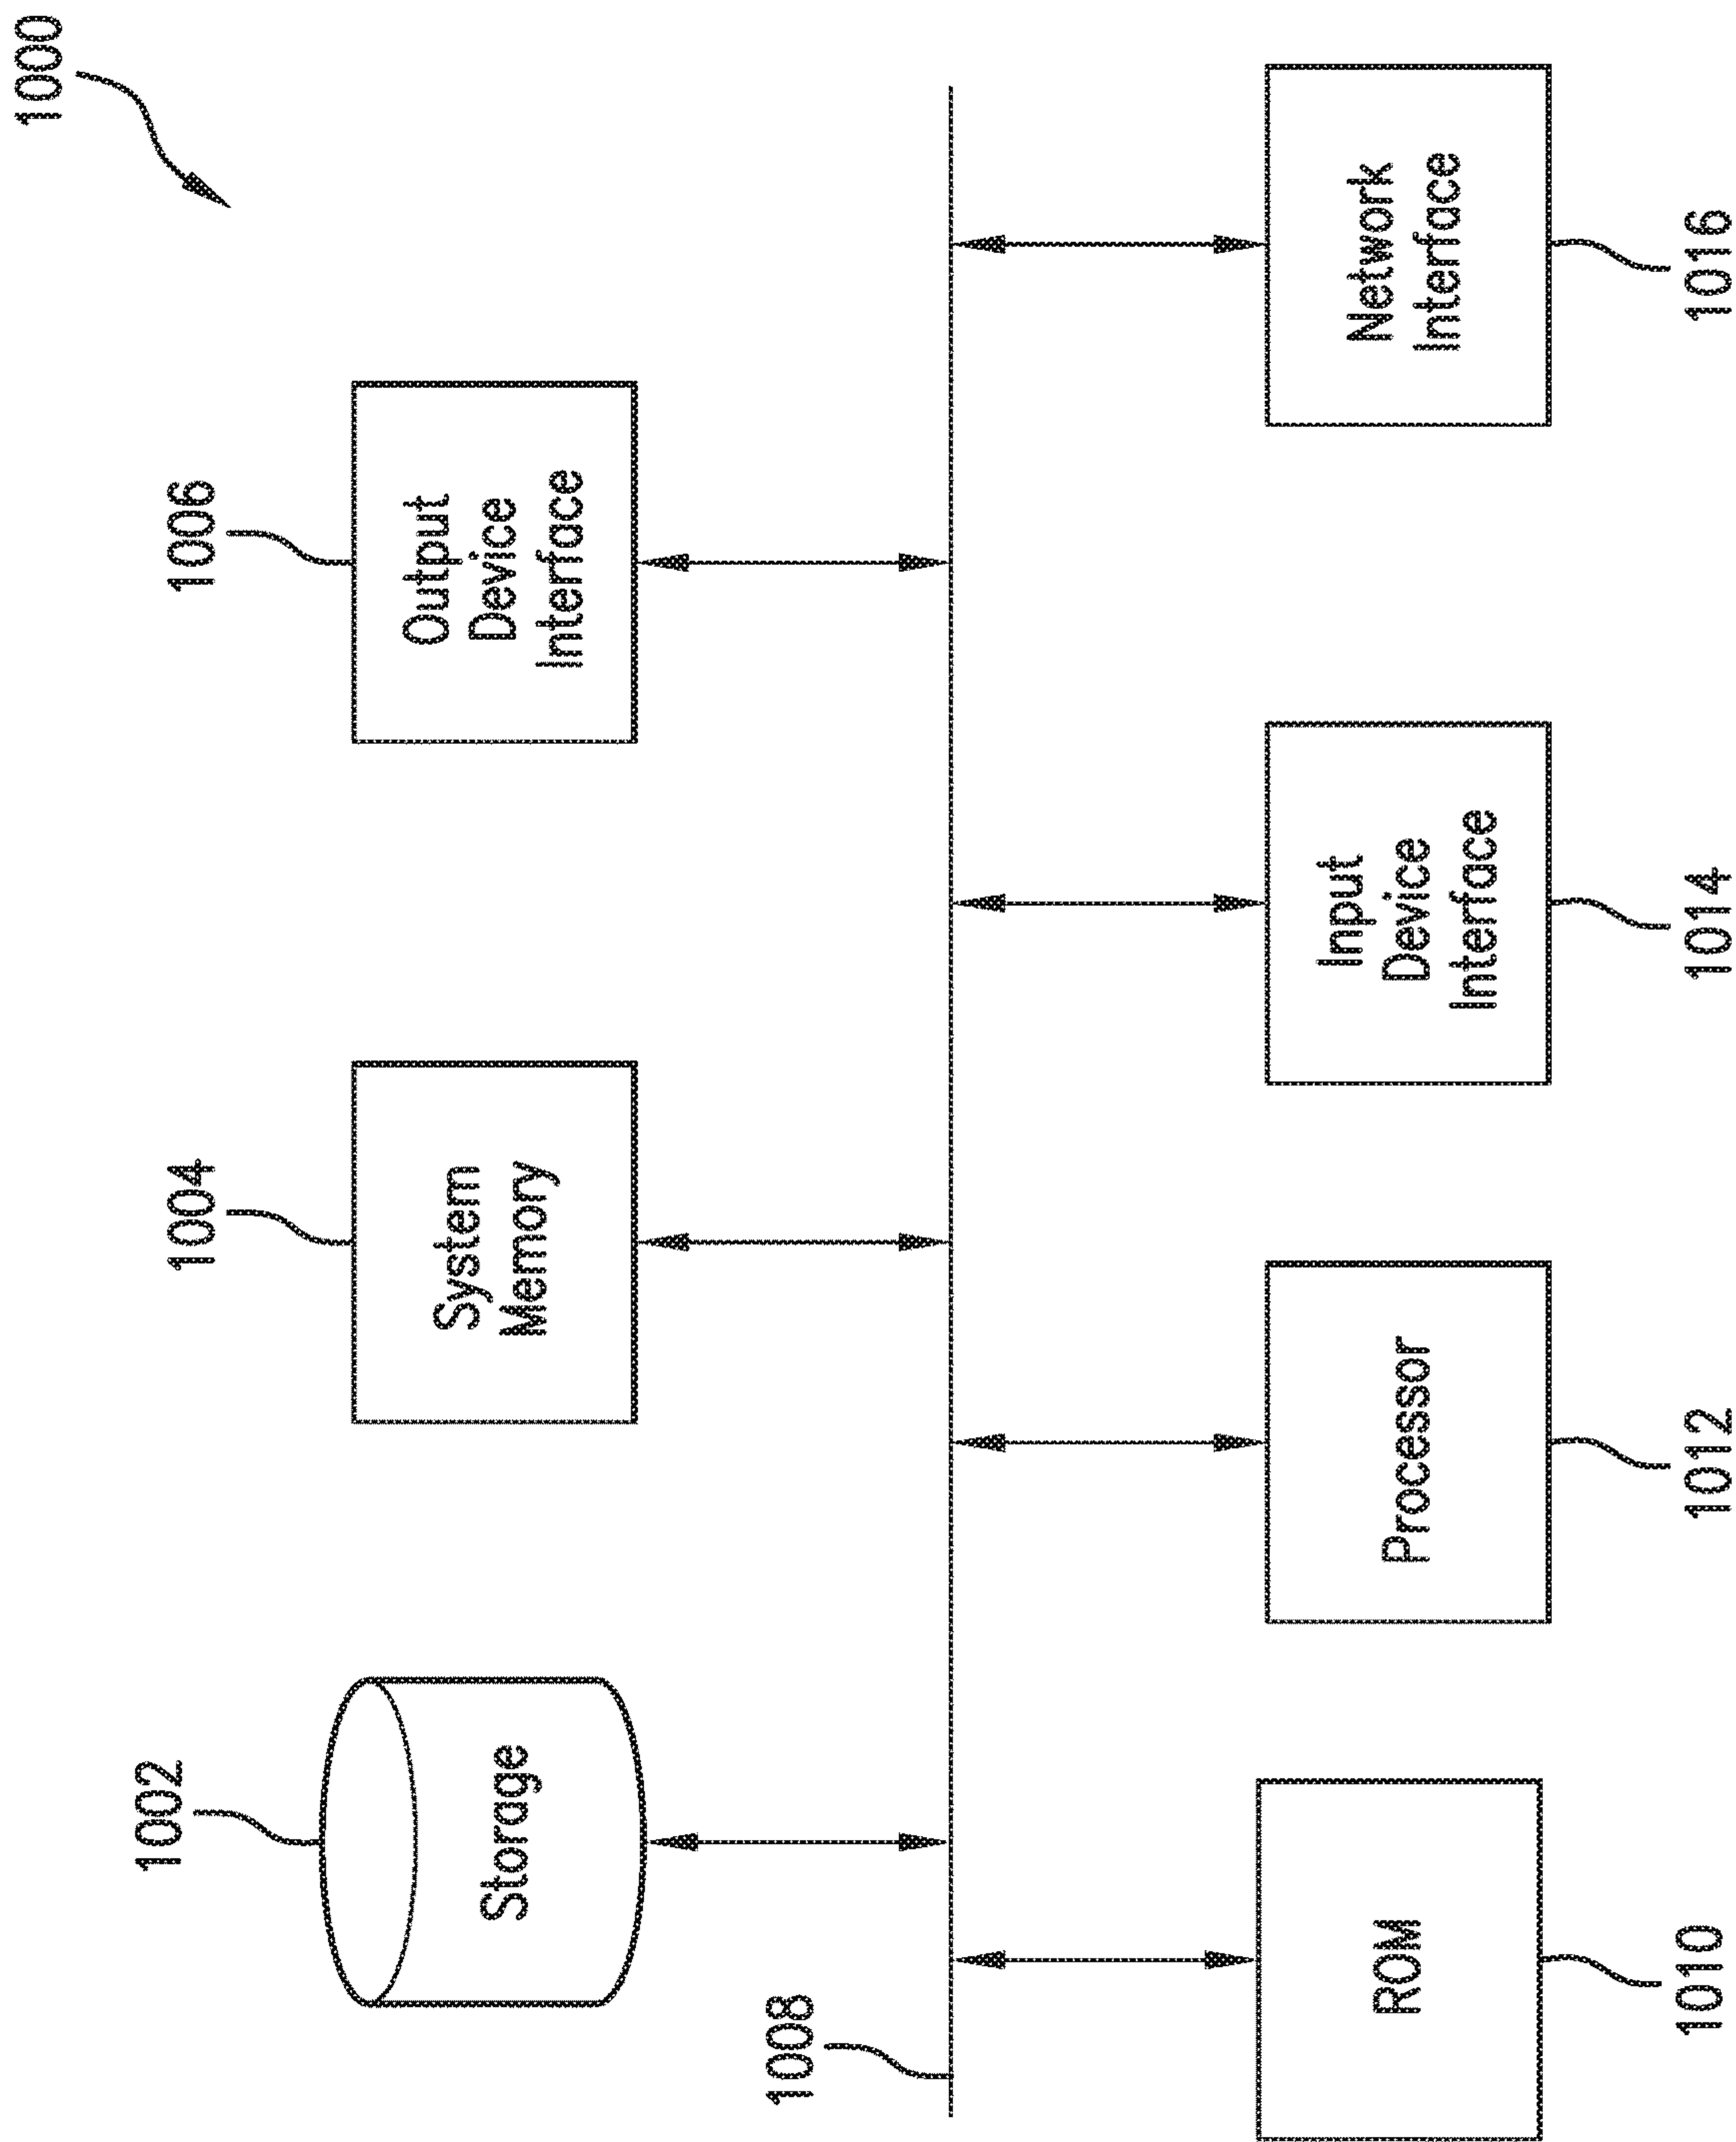 1000
1002
1004
1006
Storage
System
Memory
Output
Device
Interface
1008
ROM
Processor
Input
Device
Interface
Network
Interface
1010
1012
1014
1016